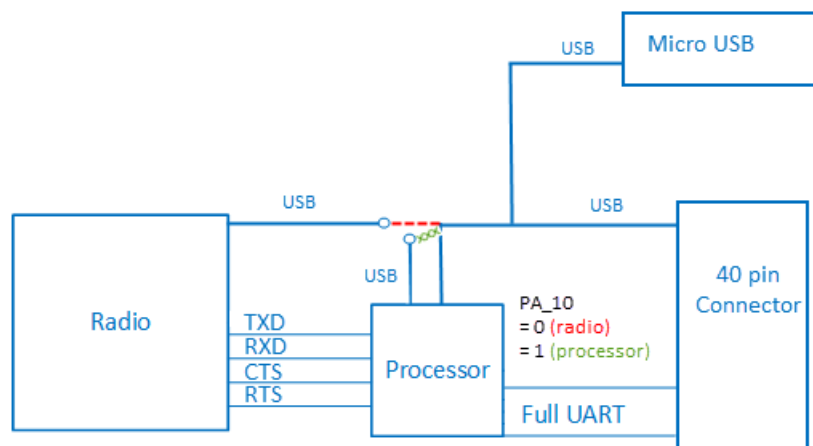 USB
Micro USB
USB
USB
USB
PA_10
= 0 (radio)
= 1 (processor)
40 pin
Connector
Radio
TXD
RXD
CTS
RTS
Processor
Full UART